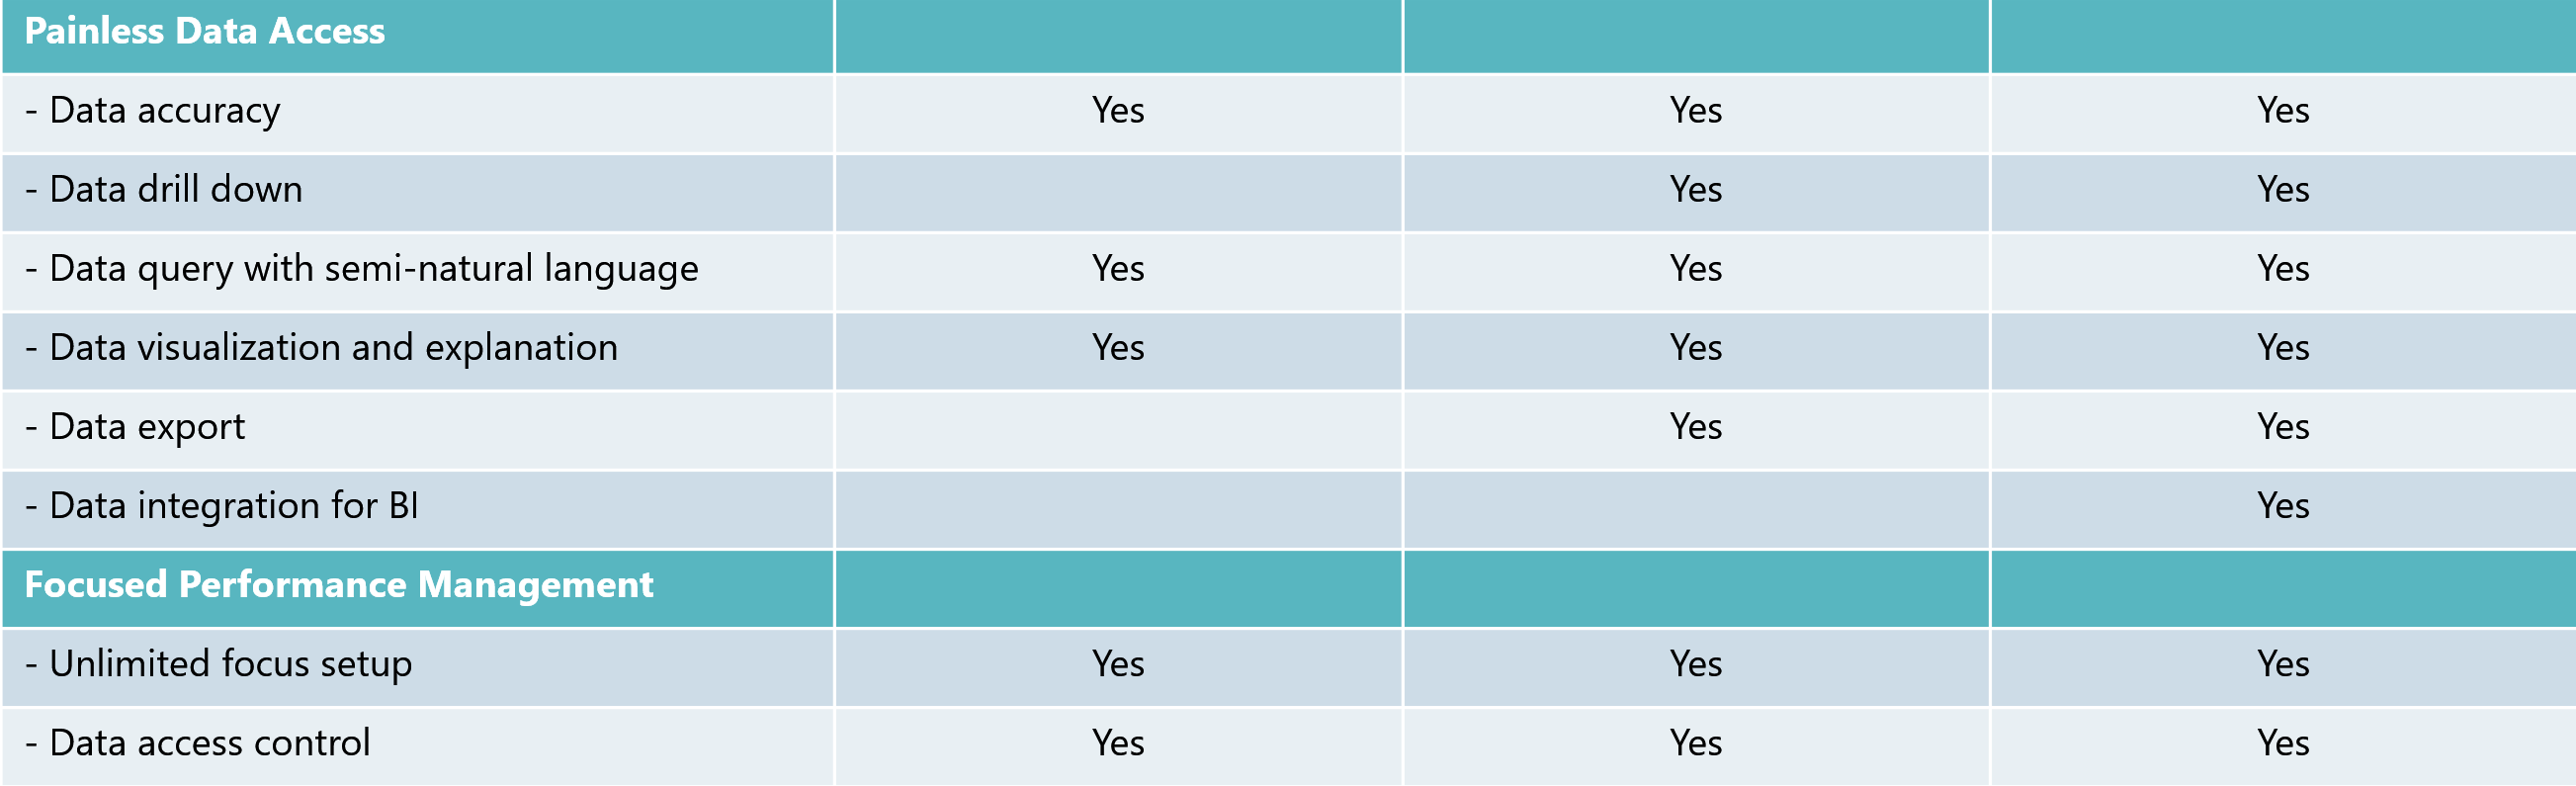 Painless Data Access
- Data accuracy Yes Yes Yes
- Data drill down Yes Yes
- Data query with semi-natural language Yes Yes Yes
- Data visualization and explanation Yes Yes Yes
- Data export Yes Yes
- Data integration for BI Yes
Focused Performance Management
- Unlimited focus setup Yes Yes Yes
- Data access control Yes Yes Yes